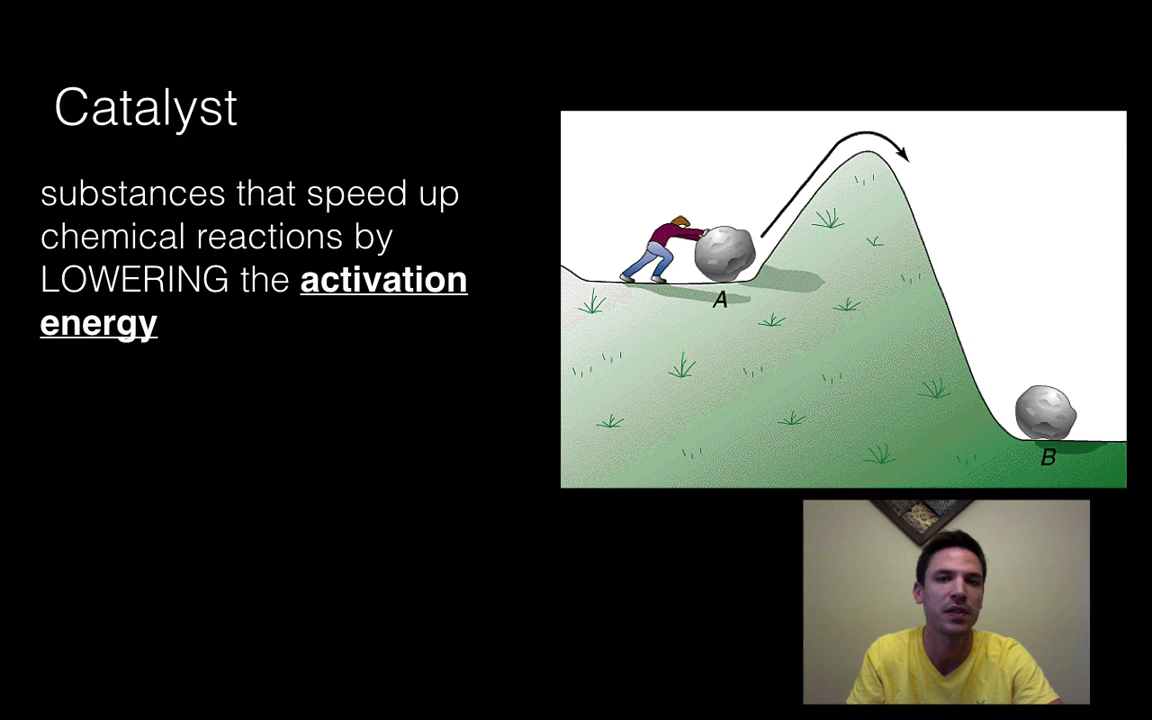 Catalyst
substances that speed up
chemical reactions by
LOWERING the activation
energy
A
B